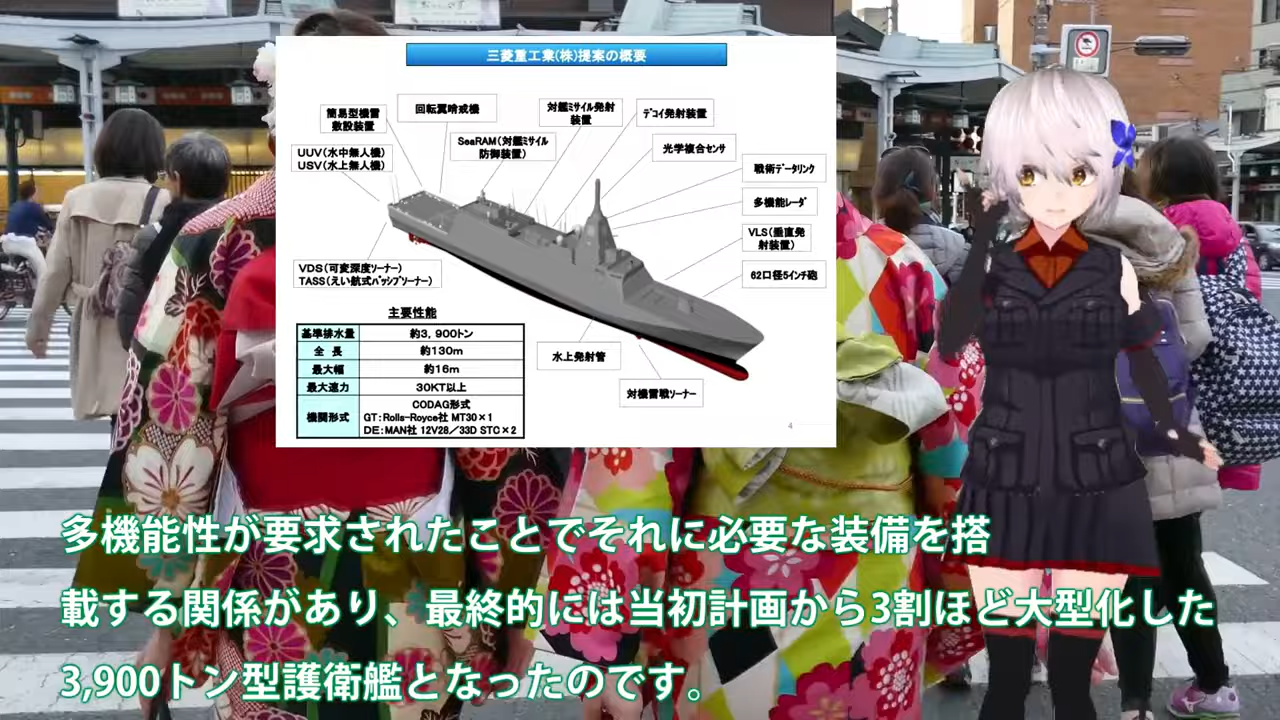 三菱重工業(株)提案の概要
簡易型機雷
敷設装置
回転翼哨戒機
対艦ミサイル発射
装置
デコイ発射装置
UUV(水中無人機)
USV(水上無人機)
SeaRAM(対艦ミサイル
防御装置)
光学複合センサ
戦術データリンク
多機能レーダ
VLS(垂直発
射装置)
62口径5インチ砲
VDS(可変深度ソーナー)
TASS(えい航式パッシブソーナー)
水上発射管
対機雷戦ソーナー
主要性能
基準排水量 約3,900トン
全 長 約130m
最大幅 約16m
最大速力 30KT以上
機関形式 CODAG形式
GT:Rolls-Royce社 MT30×1
DE:MAN社 12V28/33D STC×2
4
多機能性が要求されたことでそれに必要な装備を搭
載する関係があり、最終的には当初計画から3割ほど大型化した
3,900トン型護衛艦となったのです。